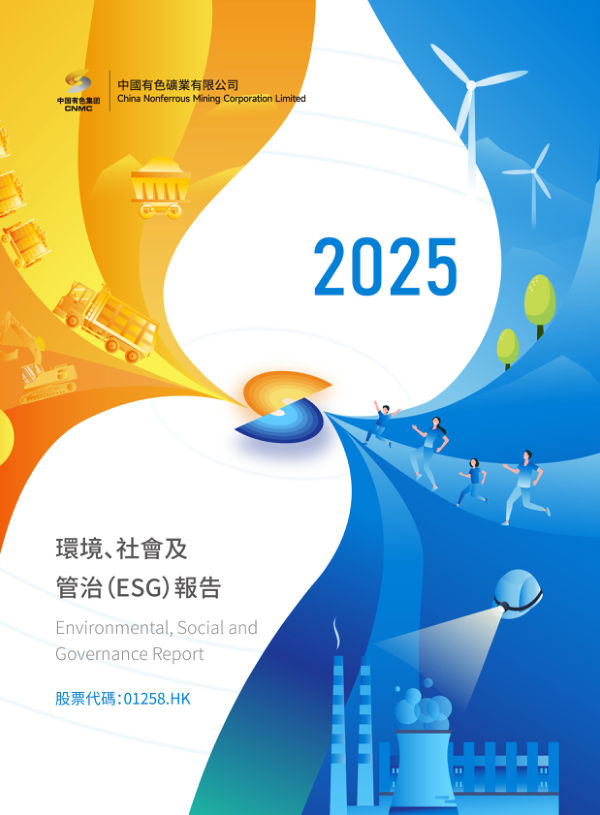 中国有色集团
CNMC
中國有色礦業有限公司
China Nonferrous Mining Corporation Limited
2025
環境、社會及
管治（ESG）報告
Environmental, Social and
Governance Report
股票代碼：01258.HK